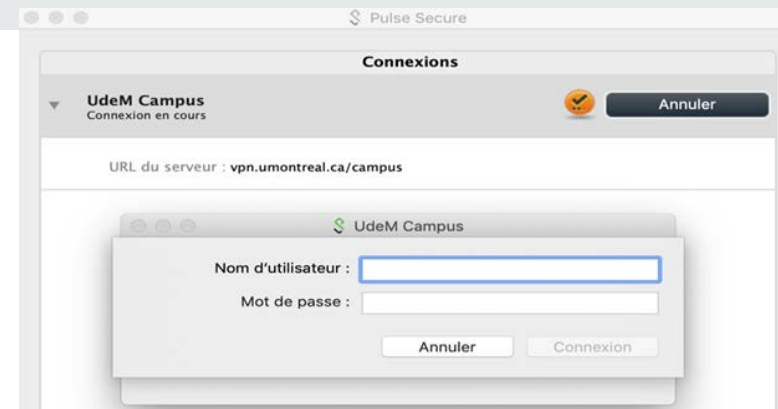 Pulse Secure
Connexions
UdeM Campus
Connexion en cours
Annuler
URL du serveur : vpn.umontreal.ca/campus
UdeM Campus
Nom d'utilisateur :
Mot de passe :
Annuler Connexion